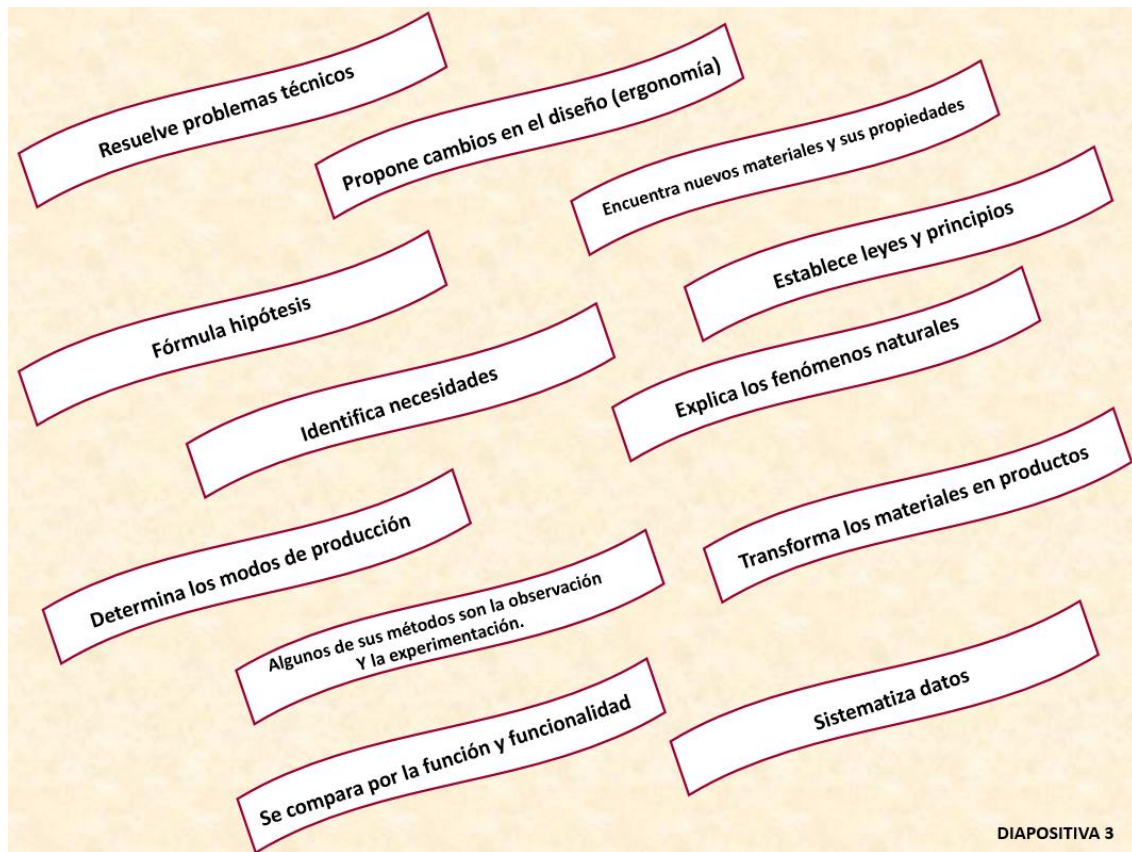 Resuelve problemas técnicos
Propone cambios en el diseño (ergonomía)
Encuentra nuevos materiales y sus propiedades
Establece leyes y principios
Fórmula hipótesis
Explica los fenómenos naturales
Identifica necesidades
Transforma los materiales en productos
Determina los modos de producción
Algunos de sus métodos son la observación
Y la experimentación.
Sistematiza datos
Se compara por la función y funcionalidad
DIAPOSITIVA 3